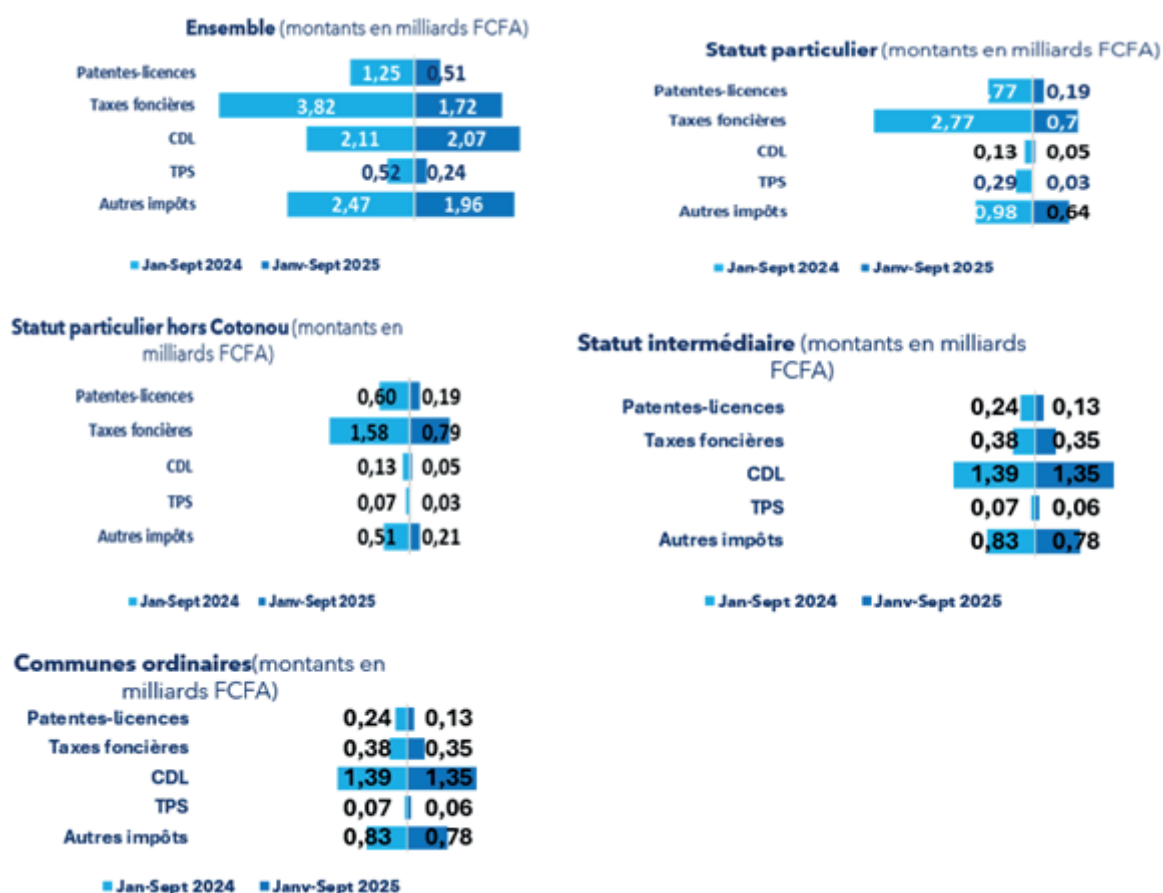 Ensemble (montants en milliards FCFA)
Patentes-licences 1,25 0,51
Taxes foncières 3,82 1,72
CDL 2,11 2,07
TPS 0,52 0,24
Autres impôts 2,47 1,96
Jan-Sept 2024 Janv-Sept 2025
Statut particulier (montants en milliards FCFA)
Patentes-licences ,77 0,19
Taxes foncières 2,77 0,7
CDL 0,13 0,05
TPS 0,29 0,03
Autres impôts 0,98 0,64
Jan-Sept 2024 Janv-Sept 2025
Statut particulier hors Cotonou (montants en
milliards FCFA)
Patentes-licences 0,60 0,19
Taxes foncières 1,58 0,79
CDL 0,13 0,05
TPS 0,07 0,03
Autres impôts 0,51 0,21
Jan-Sept 2024 Janv-Sept 2025
Statut intermédiaire (montants en milliards
FCFA)
Patentes-licences 0,24 0,13
Taxes foncières 0,38 0,35
CDL 1,39 1,35
TPS 0,07 0,06
Autres impôts 0,83 0,78
Jan-Sept 2024 Janv-Sept 2025
Communes ordinaires(montants en
milliards FCFA)
Patentes-licences 0,24 0,13
Taxes foncières 0,38 0,35
CDL 1,39 1,35
TPS 0,07 0,06
Autres impôts 0,83 0,78
Jan-Sept 2024 Janv-Sept 2025